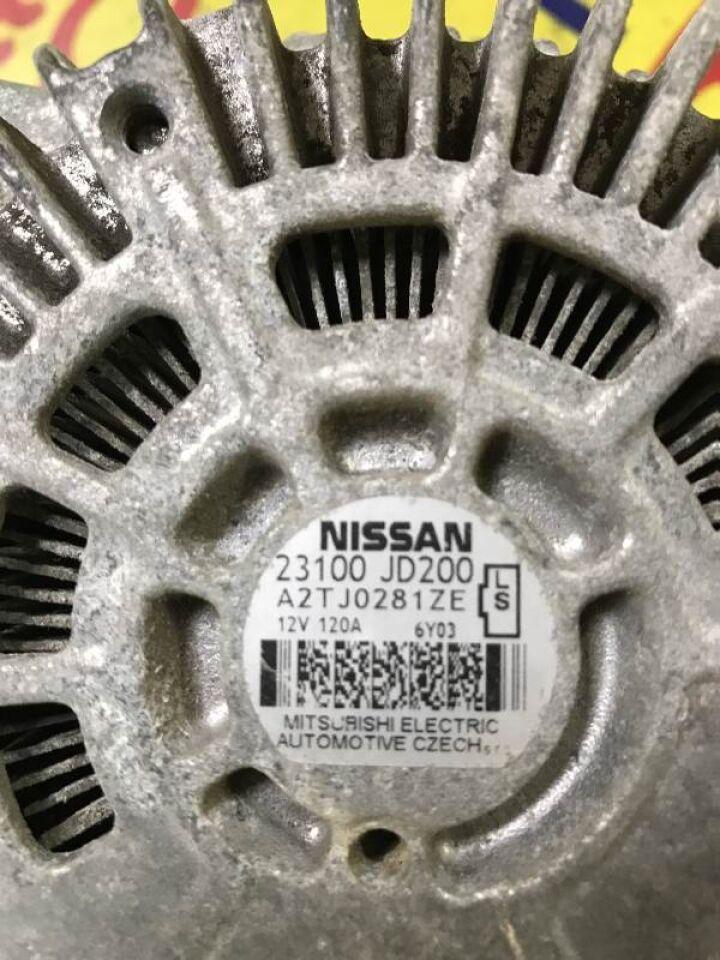 NISSAN
23100 JD200
A2TJ0281ZE
L
S
12V 120A 6Y03
MITSUBISHI ELECTRIC
AUTOMOTIVE CZECH s.r.o.